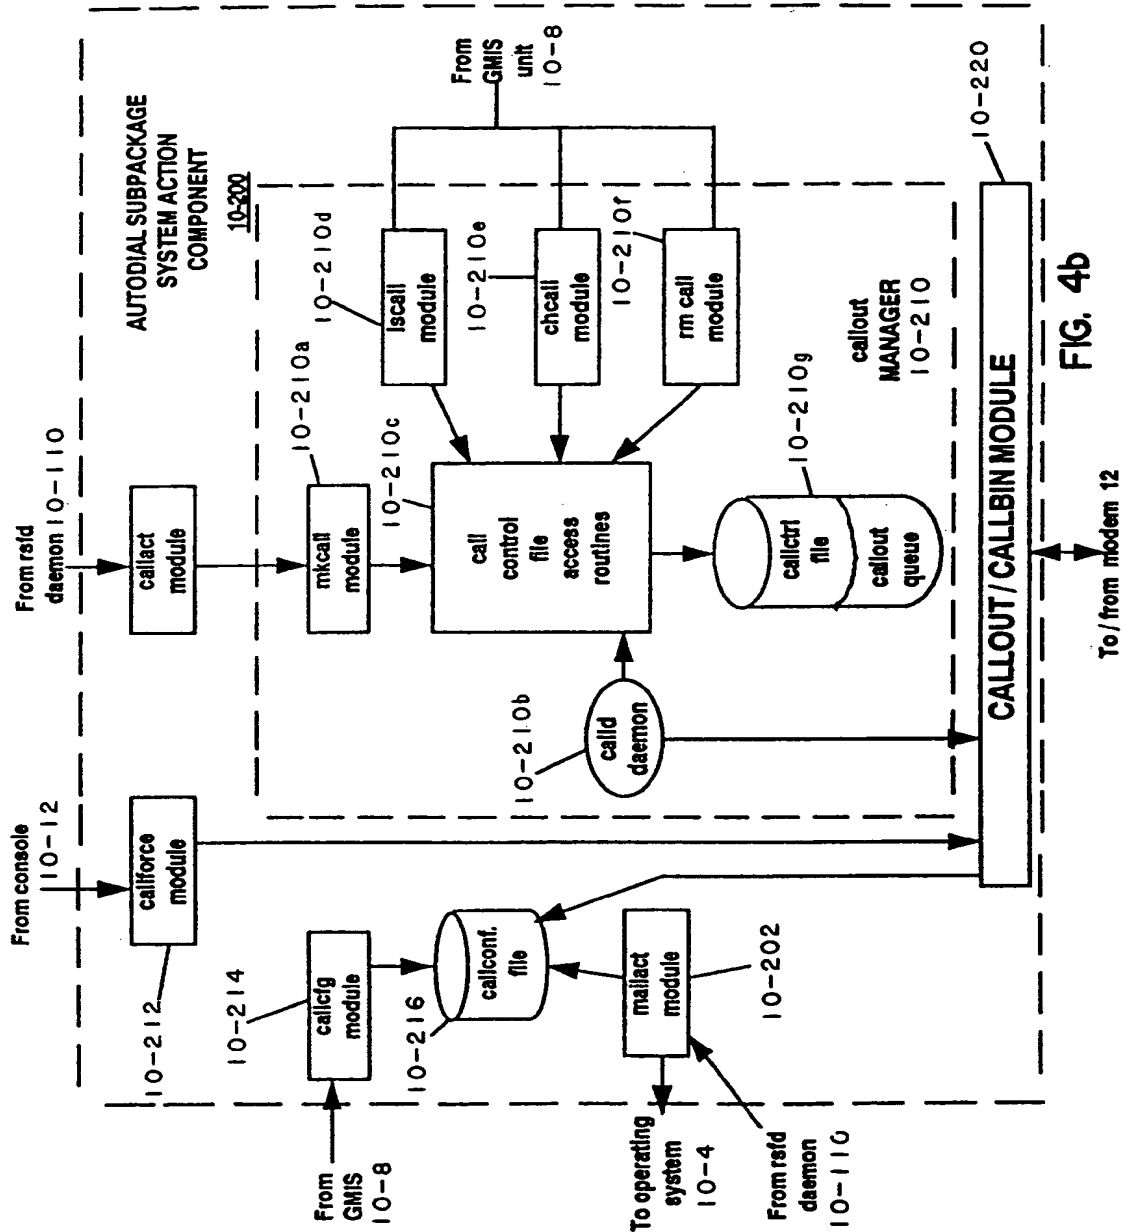 From console
10-12
From rsfd
daemon 10-110
AUTODIAL SUBPACKAGE
SYSTEM ACTION
COMPONENT
10-200
From
GMIS
unit
10-8
callforce
module
10-212
callact
module
From
GMIS
10-8
callcfg
module
10-214
mkcall
module
10-210a
lscall
module
10-210d
callconf.
file
10-216
call
control
file
access
routines
10-210c
chcall
module
10-210e
calld
daemon
10-210b
rm call
module
10-210f
To operating
system
10-4
mailact
module
10-202
From rsfd
daemon
10-110
callctrl
file
callout
queue
10-210g
callout
MANAGER
10-210
CALLOUT/CALLBIN MODULE
10-220
To/from modem 12
FIG. 4b